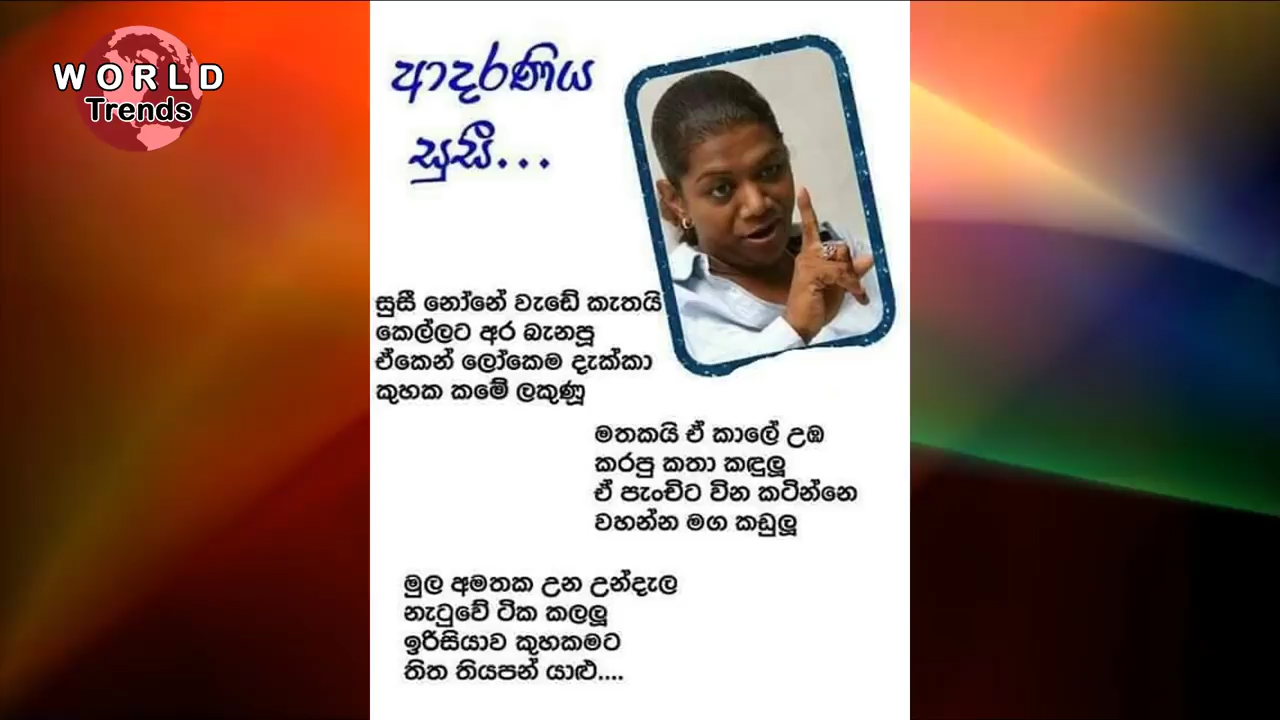 WORLD
Trends
ආදරණිය
සුසී...
සුසී නෝනේ වැඩේ කැතයි
කෙල්ලට අර බැනපූ
ඒකෙන් ලෝකෙම දැක්කා
කුහක කමේ ලකුණූ
මතකයි ඒ කාලේ උඹ
කරපු කතා කඳුලූ
ඒ පැංචිට වින කටින්නෙ
වහන්න මග කඩුලූ
මුල අමතක උන උන්දැල
නැටුවේ ටික කලලූ
ඉරිසියාව කුහකමට
තිත තියපන් යාළු....